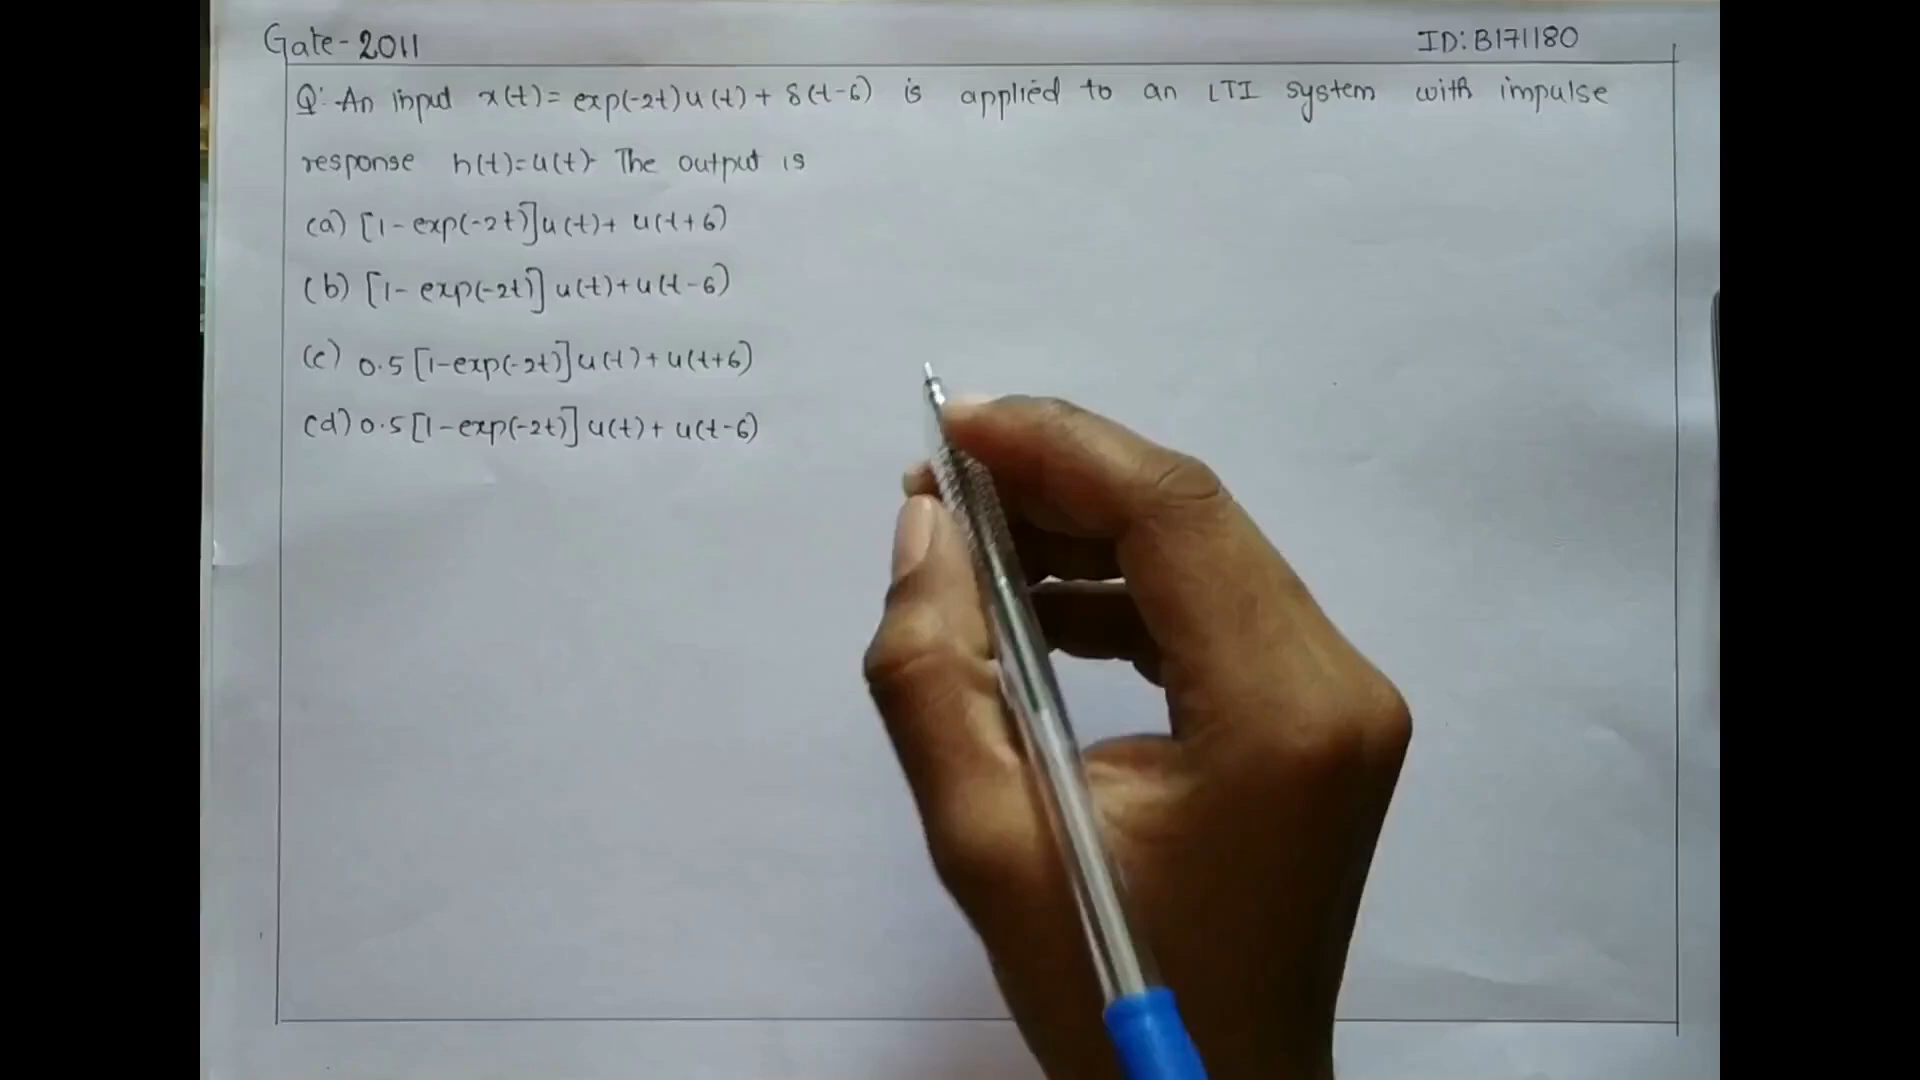 Gate-2011
ID:B171180
Q:-An input x(t)= exp(-2t)u(t)+ δ(t-6) is applied to an LTI system with impulse
response h(t)=u(t). The output is
(a) [1-exp(-2t)]u(t)+ u(t+6)
(b) [1- exp(-2t)] u(t)+u(t-6)
(c) 0.5 [1-exp(-2t)]u(t)+u(t+6)
(d) 0.5 [1-exp(-2t)] u(t)+ u(t-6)